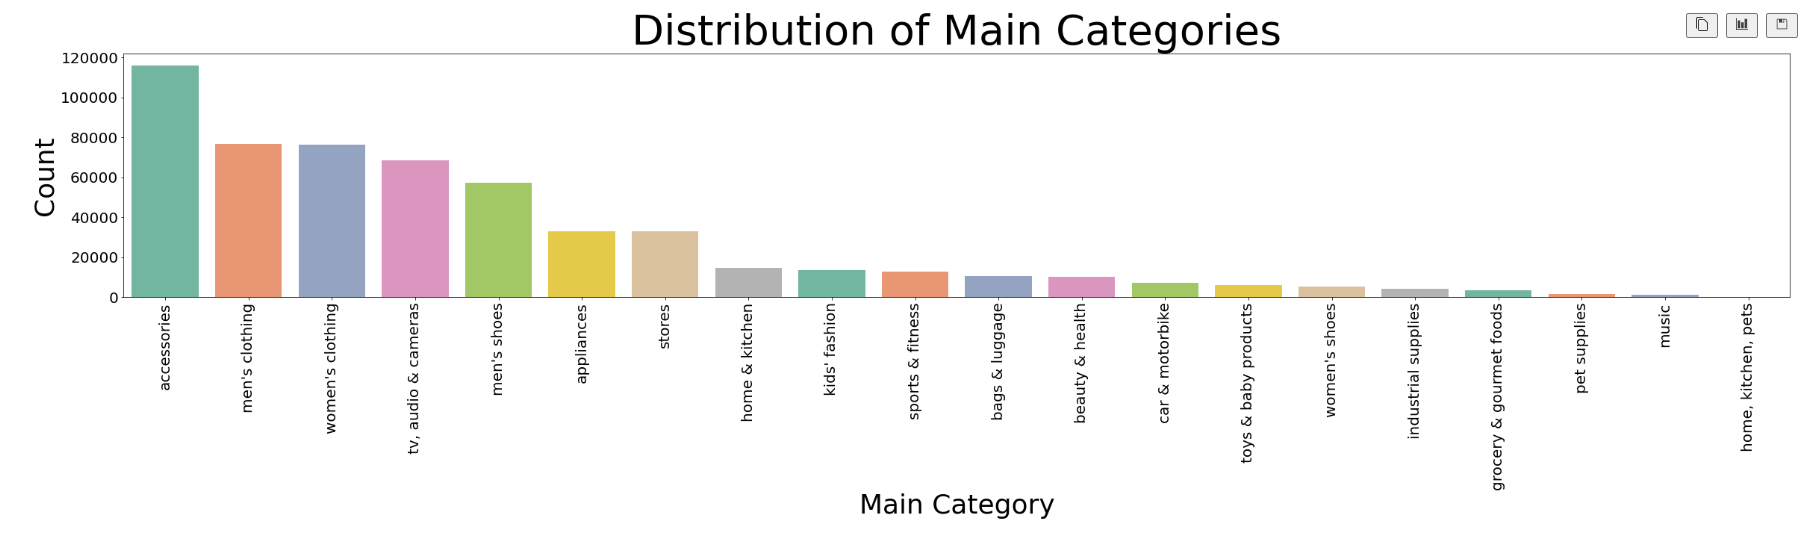 Distribution of Main Categories
Count
120000
100000
80000
60000
40000
20000
0
accessories
men's clothing
women's clothing
tv, audio & cameras
men's shoes
appliances
stores
home & kitchen
kids' fashion
sports & fitness
bags & luggage
beauty & health
car & motorbike
toys & baby products
women's shoes
industrial supplies
grocery & gourmet foods
pet supplies
music
home, kitchen, pets
Main Category